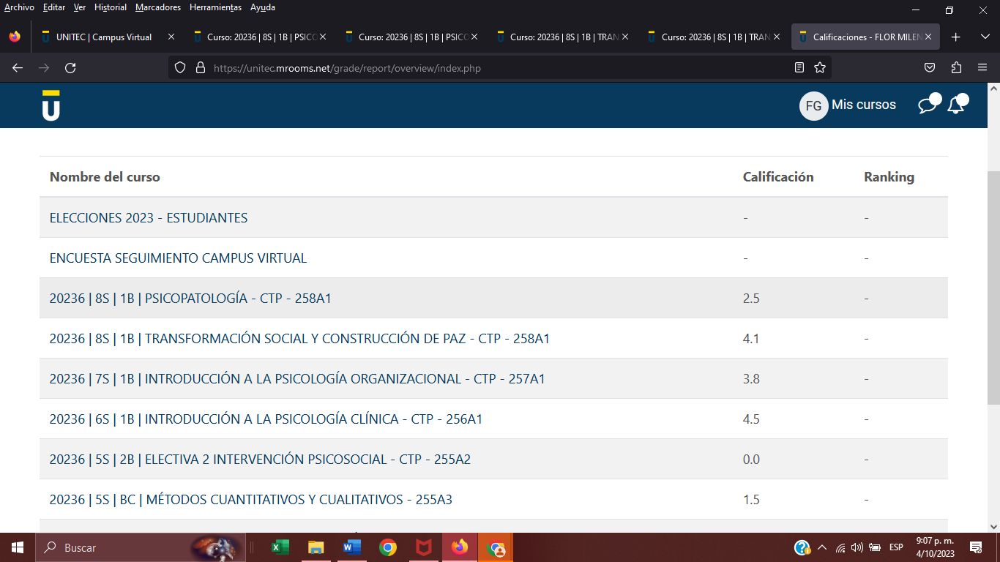 Archivo Editar Ver Historial Marcadores Herramientas Ayuda
UNITEC | Campus Virtual
Curso: 20236 | 8S | 1B | PSICO
Curso: 20236 | 8S | 1B | PSICO
Curso: 20236 | 8S | 1B | TRAN
Curso: 20236 | 8S | 1B | TRAN
Calificaciones - FLOR MILEN
https://unitec.mrooms.net/grade/report/overview/index.php
U FG Mis cursos
Nombre del curso Calificación Ranking
ELECCIONES 2023 - ESTUDIANTES - -
ENCUESTA SEGUIMIENTO CAMPUS VIRTUAL - -
20236 | 8S | 1B | PSICOPATOLOGÍA - CTP - 258A1 2.5 -
20236 | 8S | 1B | TRANSFORMACIÓN SOCIAL Y CONSTRUCCIÓN DE PAZ - CTP - 258A1 4.1 -
20236 | 7S | 1B | INTRODUCCIÓN A LA PSICOLOGÍA ORGANIZACIONAL - CTP - 257A1 3.8 -
20236 | 6S | 1B | INTRODUCCIÓN A LA PSICOLOGÍA CLÍNICA - CTP - 256A1 4.5 -
20236 | 5S | 2B | ELECTIVA 2 INTERVENCIÓN PSICOSOCIAL - CTP - 255A2 0.0 -
20236 | 5S | BC | MÉTODOS CUANTITATIVOS Y CUALITATIVOS - 255A3 1.5 -
Buscar
ESP
9:07 p. m.
4/10/2023